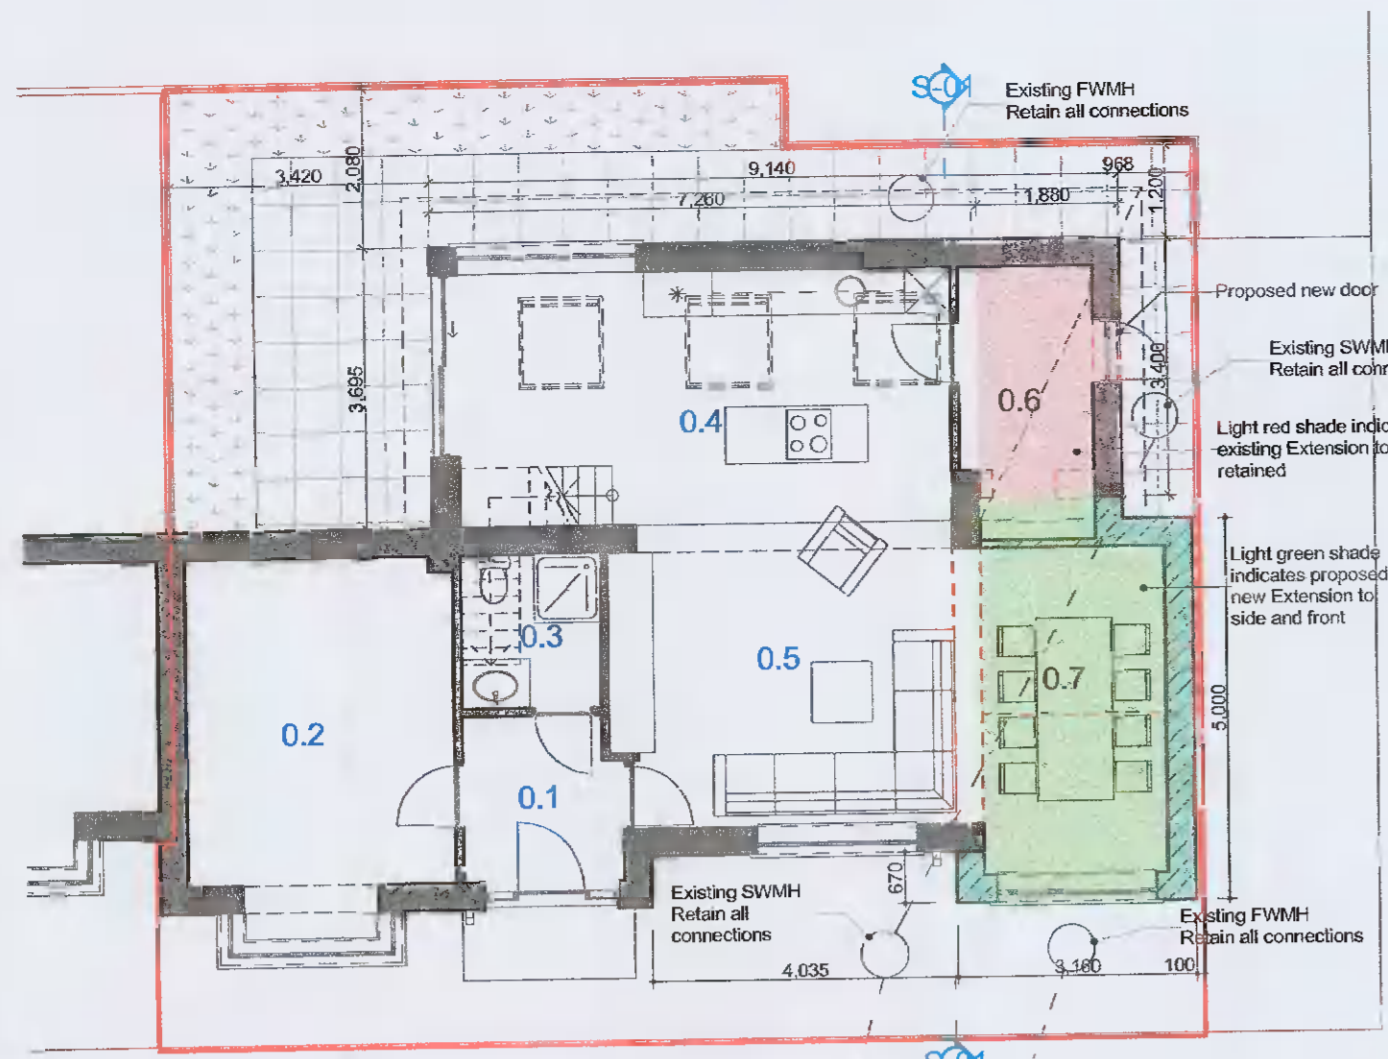 S-01
Existing FWMH
Retain all connections
9,140
968
3,420
2,080
7,260
1,880
1,200
Proposed new door
Existing SWMH
Retain all
3,400
3,695
0.4
0.6
Light red shade
existing Extension to
retained
Light green shade
indicates proposed
new Extension to
side and front
0.3
0.5
0.7
5,000
0.2
0.1
670
Existing SWMH
Retain all
connections
Existing FWMH
Retain all connections
4,035
3,160
100